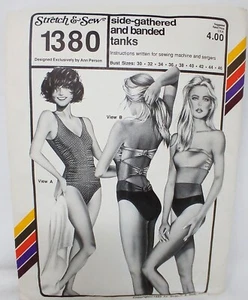 Stretch & Sew®
1380
Designed Exclusively by Ann Person
side-gathered
and banded
tanks
4.00
Instructions written for sewing machine and sergers
Bust Sizes: 30 - 32 - 34 - 36 - 38 - 40 - 42 - 44 - 46
View B
View A